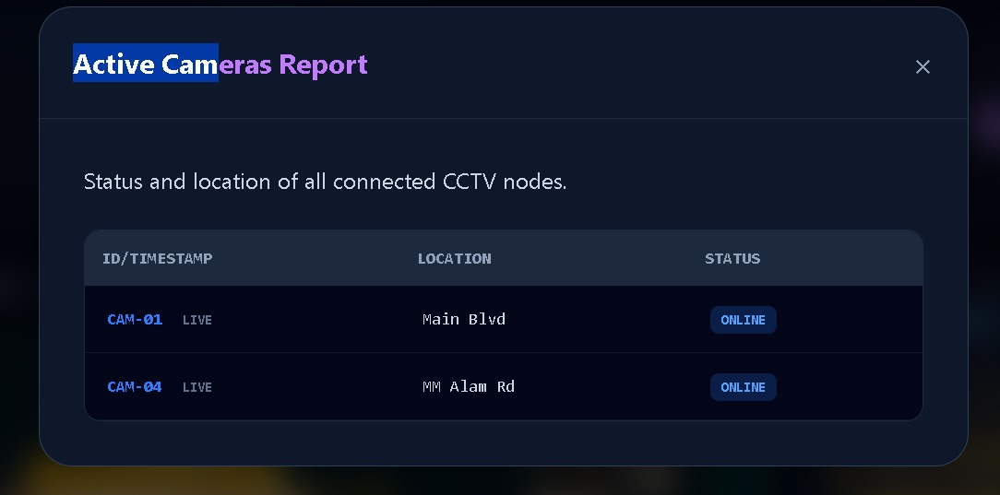 Active Cameras Report
Status and location of all connected CCTV nodes.
ID/TIMESTAMP LOCATION STATUS
CAM-01 LIVE Main Blvd ONLINE
CAM-04 LIVE MM Alam Rd ONLINE